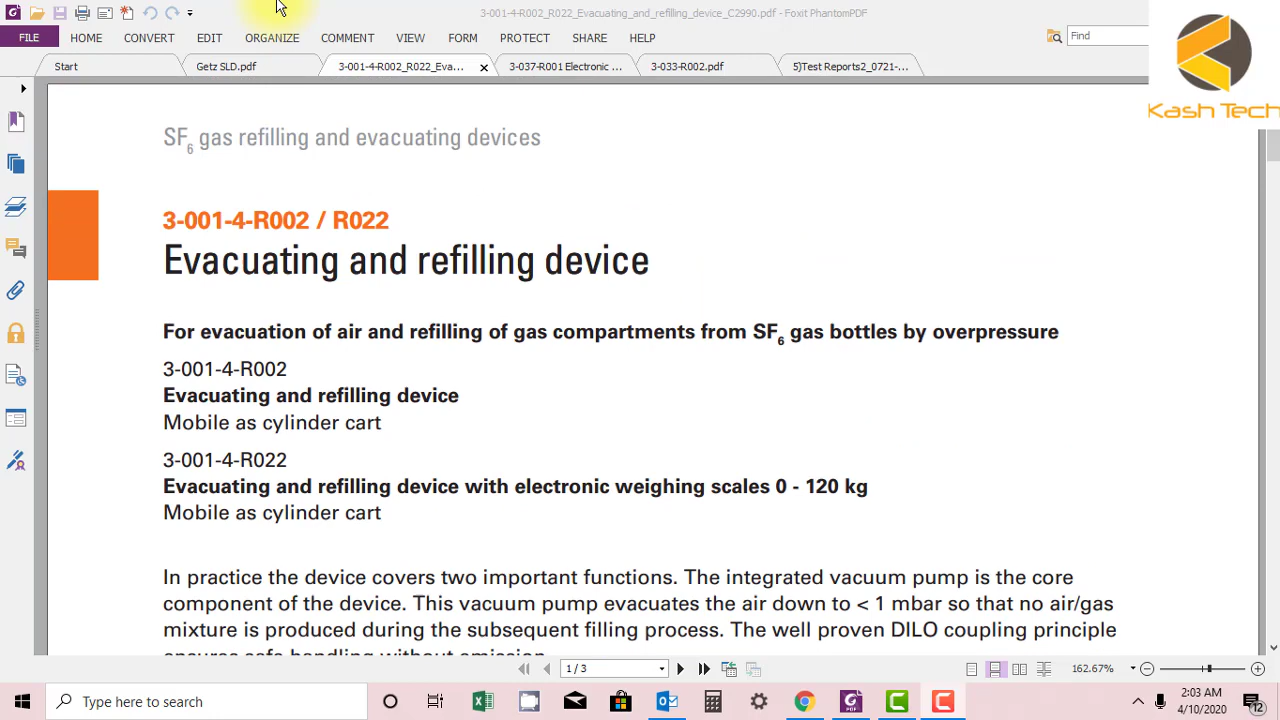 3-001-4-R002_R022_Evacuating_and_refilling_device_C2990.pdf - Foxit PhantomPDF
FILE HOME CONVERT EDIT ORGANIZE COMMENT VIEW FORM PROTECT SHARE HELP Find
Start Getz SLD.pdf 3-001-4-R002_R022_Eva... 3-037-R001 Electronic ... 3-033-R002.pdf 5)Test Reports2_0721-...
Kash Tech
SF6 gas refilling and evacuating devices
3-001-4-R002 / R022
Evacuating and refilling device
For evacuation of air and refilling of gas compartments from SF6 gas bottles by overpressure
3-001-4-R002
Evacuating and refilling device
Mobile as cylinder cart
3-001-4-R022
Evacuating and refilling device with electronic weighing scales 0 - 120 kg
Mobile as cylinder cart
In practice the device covers two important functions. The integrated vacuum pump is the core
component of the device. This vacuum pump evacuates the air down to < 1 mbar so that no air/gas
mixture is produced during the subsequent filling process. The well proven DILO coupling principle
ensures safe handling without emission.
1 / 3 162.67%
Type here to search
2:03 AM
4/10/2020
12